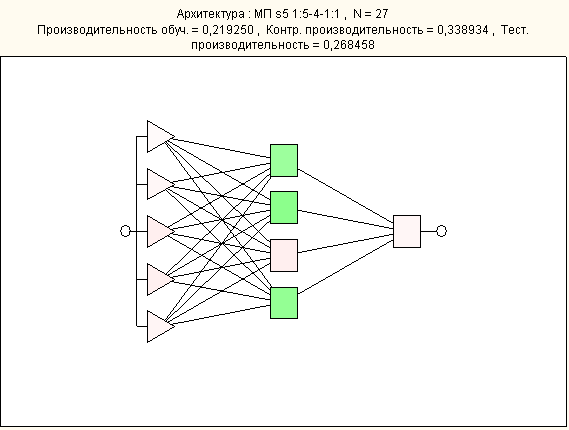 Архитектура : МП s5 1:5-4-1:1 , N = 27
Производительность обуч. = 0,219250 , Контр. производительность = 0,338934 , Тест.
производительность = 0,268458